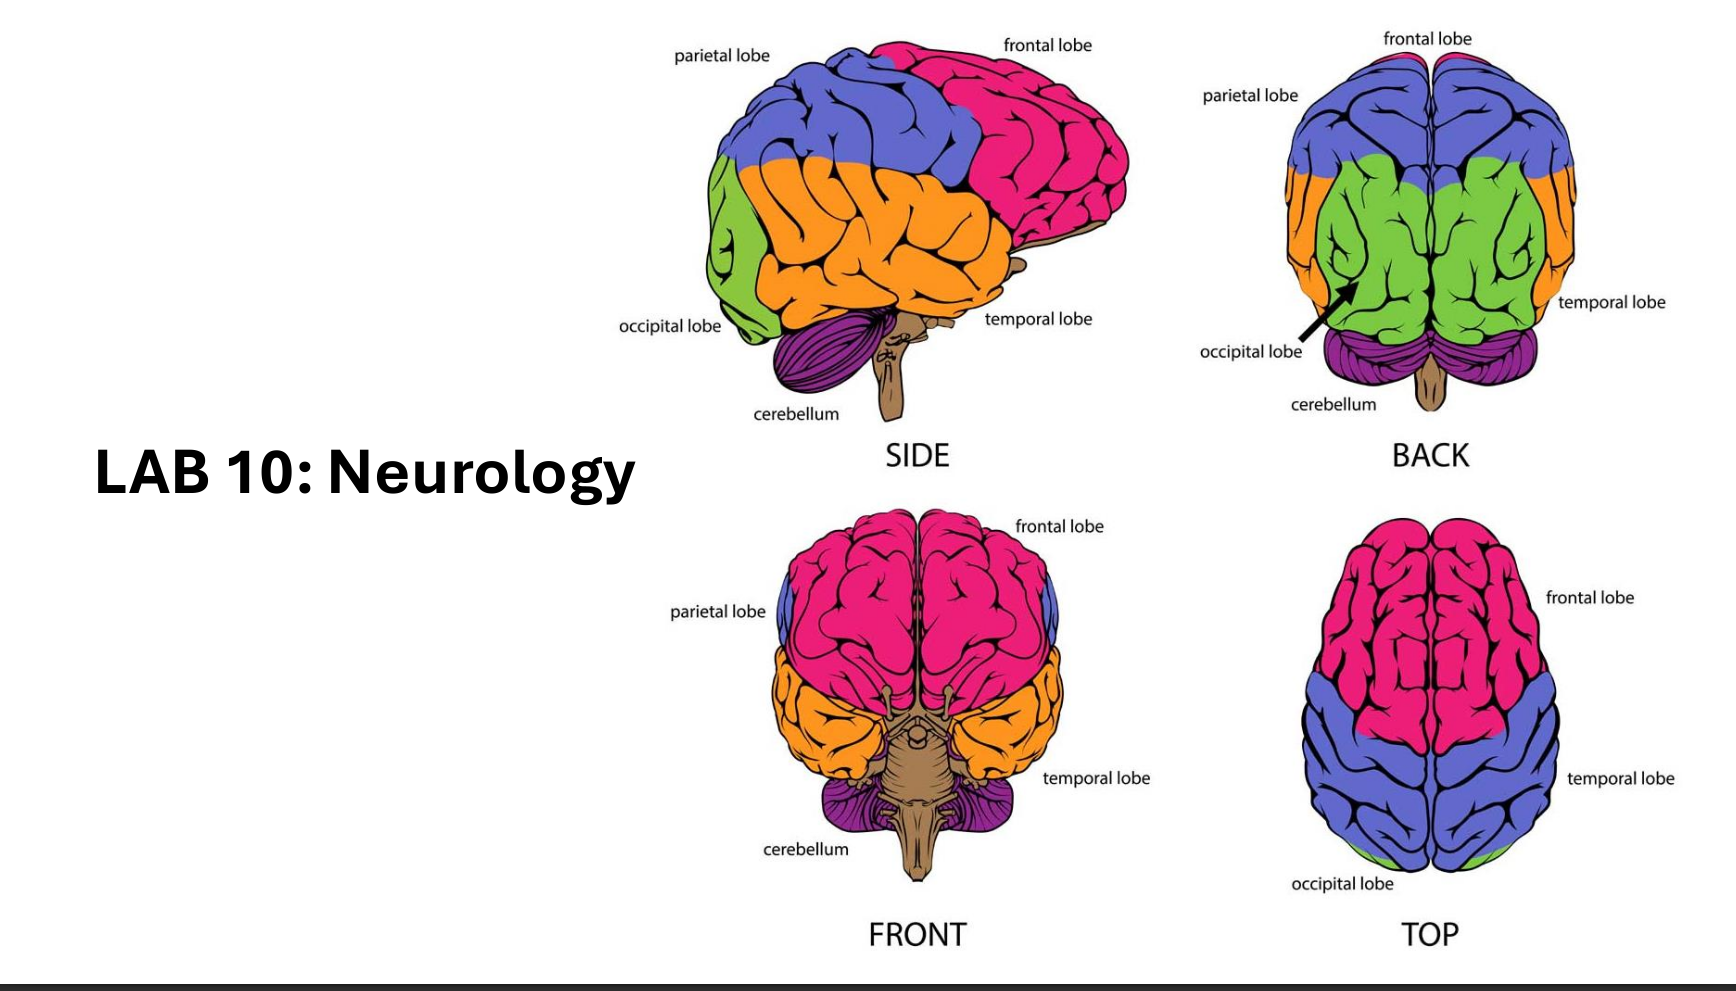 LAB 10: Neurology
parietal lobe
frontal lobe
occipital lobe
temporal lobe
cerebellum
SIDE
frontal lobe
parietal lobe
temporal lobe
occipital lobe
cerebellum
BACK
frontal lobe
parietal lobe
temporal lobe
cerebellum
FRONT
frontal lobe
temporal lobe
occipital lobe
TOP